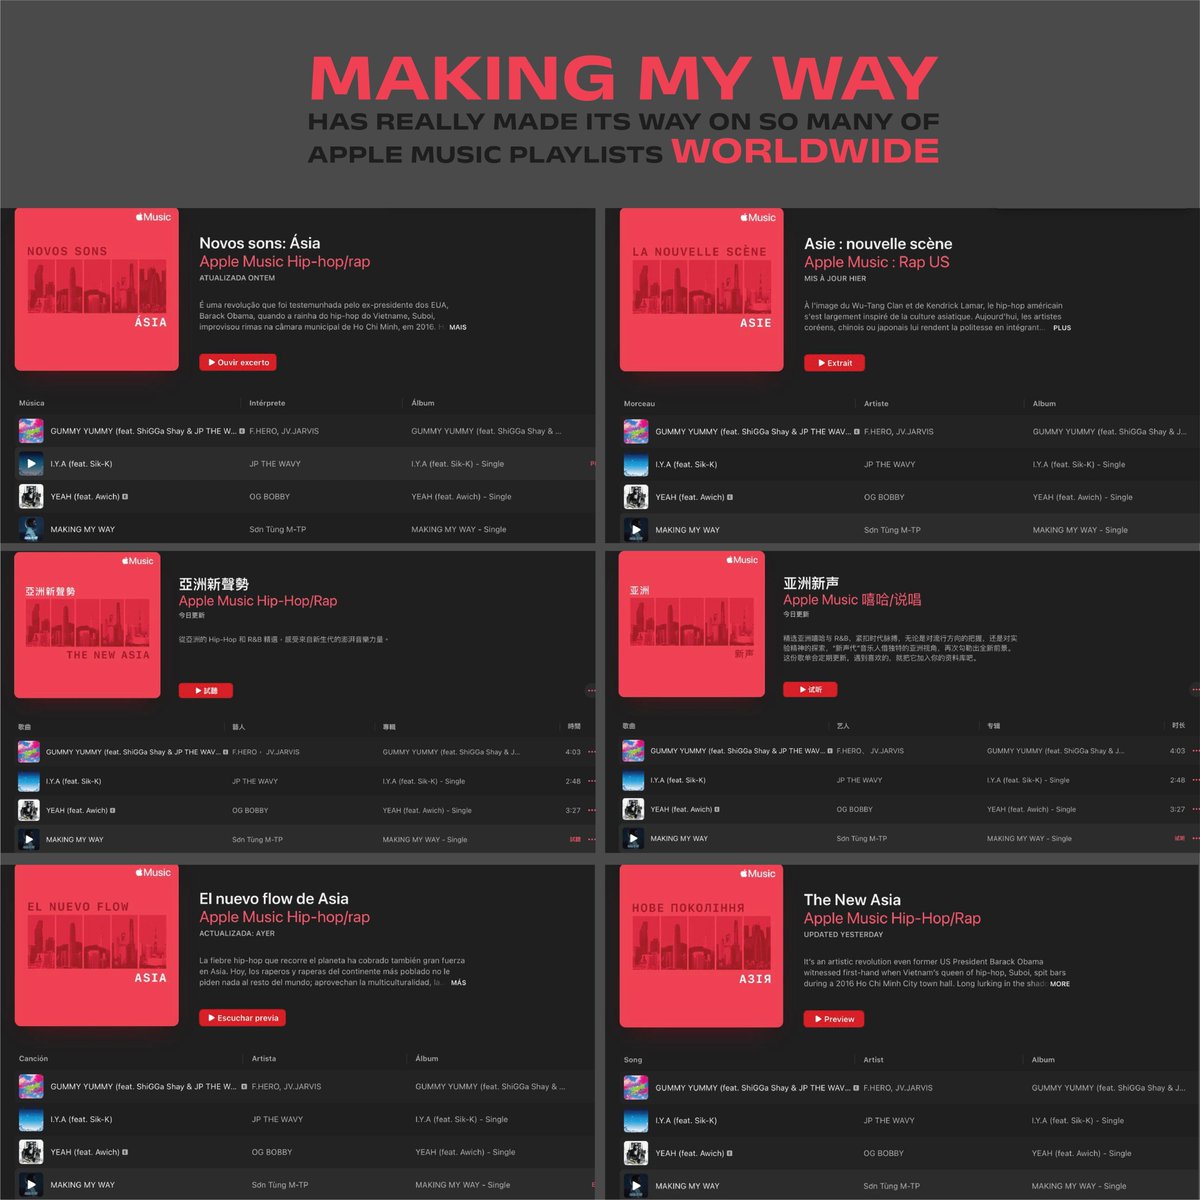 MAKING MY WAY
HAS REALLY MADE ITS WAY ON SO MANY OF
APPLE MUSIC PLAYLISTS WORLDWIDE
Music
NOVOS SONS
ÁSIA
Novos sons: Ásia
Apple Music Hip-hop/rap
ATUALIZADA ONTEM
É uma revolução que foi testemunhada pelo ex-presidente dos EUA,
Barack Obama, quando a rainha do hip-hop do Vietname, Suboi,
improvisou rimas na câmara municipal de Ho Chi Minh, em 2016. H MAIS
Ouvir excerto
Música Intérprete Álbum
GUMMY YUMMY (feat. ShiGGa Shay & JP THE W... E F.HERO, JV.JARVIS GUMMY YUMMY (feat. ShiGGa Shay & ...
I.Y.A (feat. Sik-K) JP THE WAVY I.Y.A (feat. Sik-K) - Single
YEAH (feat. Awich) E OG BOBBY YEAH (feat. Awich) - Single
MAKING MY WAY Sơn Tùng M-TP MAKING MY WAY - Single
Music
LA NOUVELLE SCÈNE
ASIE
Asie : nouvelle scène
Apple Music : Rap US
MIS À JOUR HIER
À l'image du Wu-Tang Clan et de Kendrick Lamar, le hip-hop américain
s'est largement inspiré de la culture asiatique. Aujourd'hui, les artistes
coréens, chinois ou japonais lui rendent la politesse en intégrant... PLUS
Extrait
Morceau Artiste Album
GUMMY YUMMY (feat. ShiGGa Shay & JP THE WAV... E F.HERO, JV.JARVIS GUMMY YUMMY (feat. ShiGGa Shay & J...
I.Y.A (feat. Sik-K) JP THE WAVY I.Y.A (feat. Sik-K) - Single
YEAH (feat. Awich) E OG BOBBY YEAH (feat. Awich) - Single
MAKING MY WAY Sơn Tùng M-TP MAKING MY WAY - Single
Music
亞洲新聲勢
THE NEW ASIA
亞洲新聲勢
Apple Music Hip-Hop/Rap
今日更新
從亞洲的 Hip-Hop 和 R&B 精選，感受來自新生代的澎湃音樂力量。
試聽
歌曲 藝人 專輯 時間
GUMMY YUMMY (feat. ShiGGa Shay & JP THE WAV... E F.HERO、 JV.JARVIS GUMMY YUMMY (feat. ShiGGa Shay & J... 4:03
I.Y.A (feat. Sik-K) JP THE WAVY I.Y.A (feat. Sik-K) - Single 2:48
YEAH (feat. Awich) E OG BOBBY YEAH (feat. Awich) - Single 3:27
MAKING MY WAY Sơn Tùng M-TP MAKING MY WAY - Single 試聽
Music
亚洲
新声
亚洲新声
Apple Music 嘻哈/说唱
今日更新
精选亚洲嘻哈与 R&B、紧扣时代脉搏，无论是对流行方向的把握，还是对实
验精神的探索，“新声代”音乐人借独特的亚洲视角，再次勾勒出全新前景。
这份歌单会定期更新，遇到喜欢的，就把它加入你的资料库吧。
试听
歌曲 艺人 专辑 时长
GUMMY YUMMY (feat. ShiGGa Shay & JP THE WAV... E F.HERO、 JV.JARVIS GUMMY YUMMY (feat. ShiGGa Shay & J... 4:03
I.Y.A (feat. Sik-K) JP THE WAVY I.Y.A (feat. Sik-K) - Single 2:48
YEAH (feat. Awich) E OG BOBBY YEAH (feat. Awich) - Single 3:27
MAKING MY WAY Sơn Tùng M-TP MAKING MY WAY - Single 试听
Music
EL NUEVO FLOW
ASIA
El nuevo flow de Asia
Apple Music Hip-hop/rap
ACTUALIZADA: AYER
La fiebre hip-hop que recorre el planeta ha cobrado también gran fuerza
en Asia. Hoy, los raperos y raperas del continente más poblado no le
piden nada al resto del mundo; aprovechan la multiculturalidad, la... MÁS
Escuchar previa
Canción Artista Álbum
GUMMY YUMMY (feat. ShiGGa Shay & JP THE W... E F.HERO, JV.JARVIS GUMMY YUMMY (feat. ShiGGa Shay & ...
I.Y.A (feat. Sik-K) JP THE WAVY I.Y.A (feat. Sik-K) - Single
YEAH (feat. Awich) E OG BOBBY YEAH (feat. Awich) - Single
MAKING MY WAY Sơn Tùng M-TP MAKING MY WAY - Single
Music
НОВЕ ПОКОЛІННЯ
АЗІЯ
The New Asia
Apple Music Hip-Hop/Rap
UPDATED YESTERDAY
It's an artistic revolution even former US President Barack Obama
witnessed first-hand when Vietnam's queen of hip-hop, Suboi, spit bars
during a 2016 Ho Chi Minh City town hall. Long lurking in the shad MORE
Preview
Song Artist Album
GUMMY YUMMY (feat. ShiGGa Shay & JP THE WAV... E F.HERO, JV.JARVIS GUMMY YUMMY (feat. ShiGGa Shay & J...
I.Y.A (feat. Sik-K) JP THE WAVY I.Y.A (feat. Sik-K) - Single
YEAH (feat. Awich) E OG BOBBY YEAH (feat. Awich) - Single
MAKING MY WAY Sơn Tùng M-TP MAKING MY WAY - Single